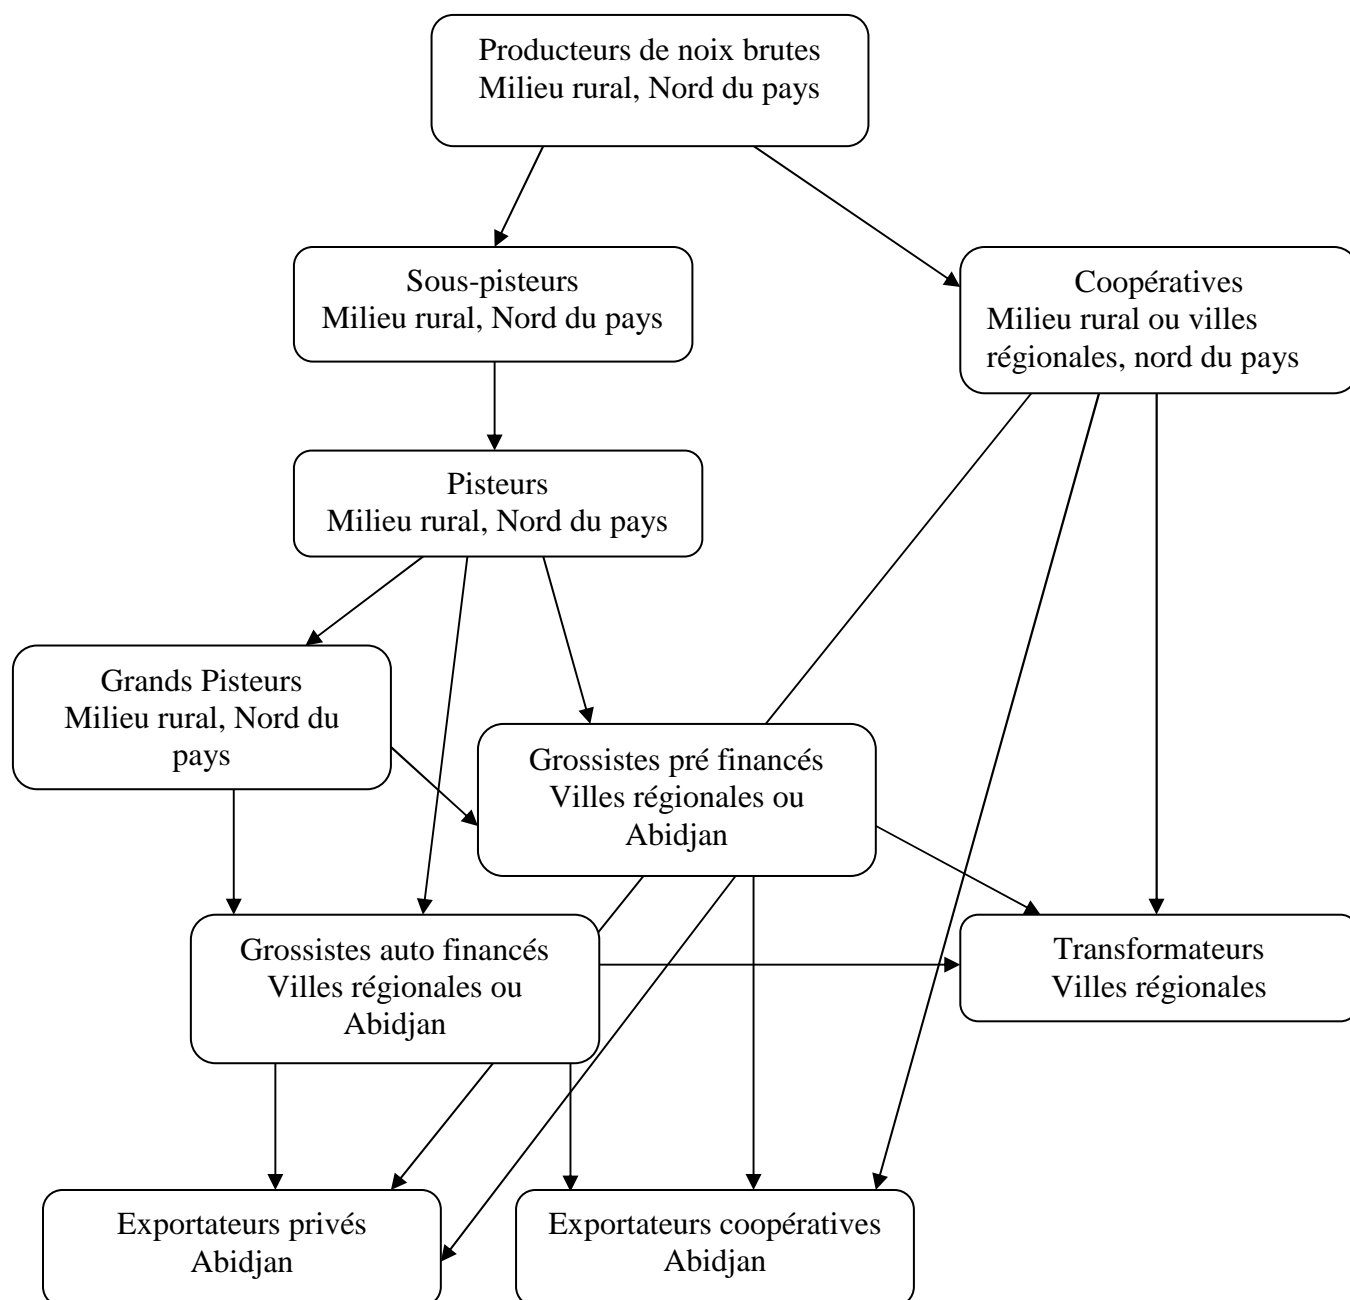 Producteurs de noix brutes
Milieu rural, Nord du pays
Sous-pisteurs
Milieu rural, Nord du pays
Coopératives
Milieu rural ou villes
régionales, nord du pays
Pisteurs
Milieu rural, Nord du pays
Grands Pisteurs
Milieu rural, Nord du
pays
Grossistes pré financés
Villes régionales ou
Abidjan
Grossistes auto financés
Villes régionales ou
Abidjan
Transformateurs
Villes régionales
Exportateurs privés
Abidjan
Exportateurs coopératives
Abidjan